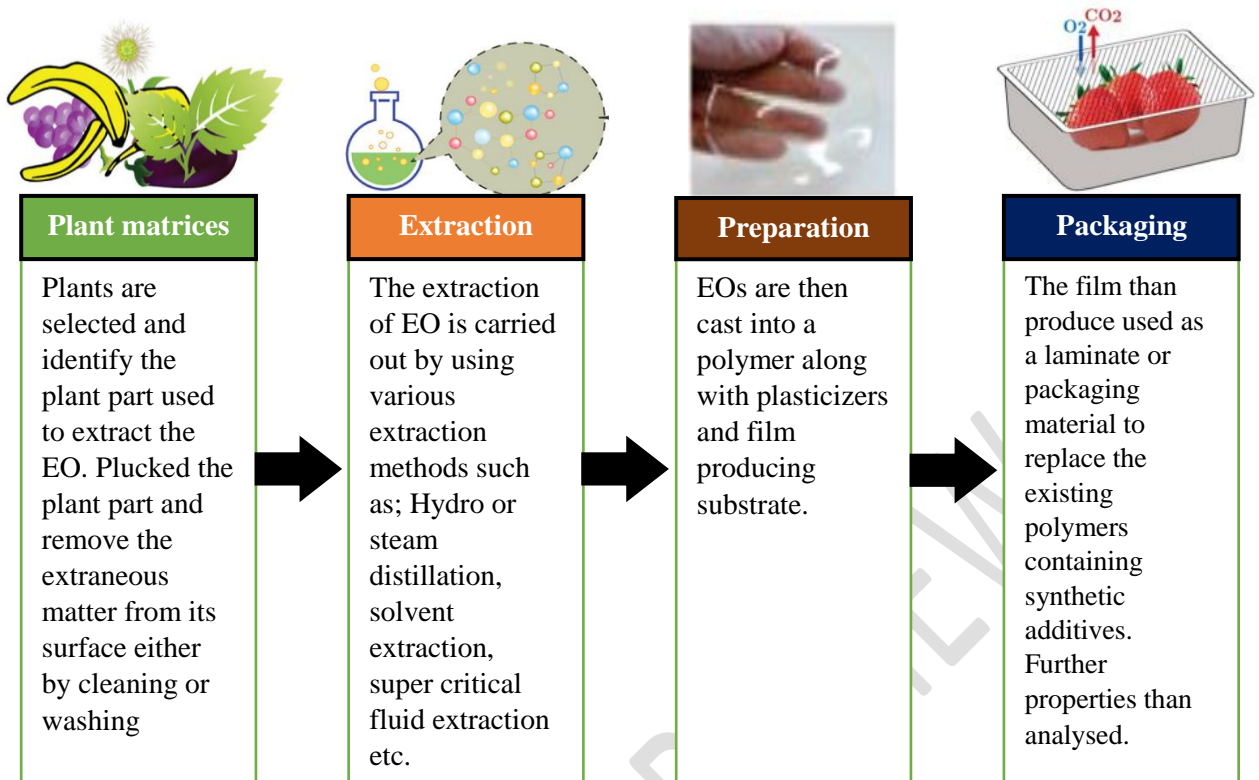 O2
CO2
Plant matrices
Plants are
selected and
identify the
plant part used
to extract the
EO. Plucked the
plant part and
remove the
extraneous
matter from its
surface either
by cleaning or
washing
Extraction
The extraction
of EO is carried
out by using
various
extraction
methods such
as; Hydro or
steam
distillation,
solvent
extraction,
super critical
fluid extraction
etc.
Preparation
EOs are then
cast into a
polymer along
with plasticizers
and film
producing
substrate.
Packaging
The film than
produce used as
a laminate or
packaging
material to
replace the
existing
polymers
containing
synthetic
additives.
Further
properties than
analysed.